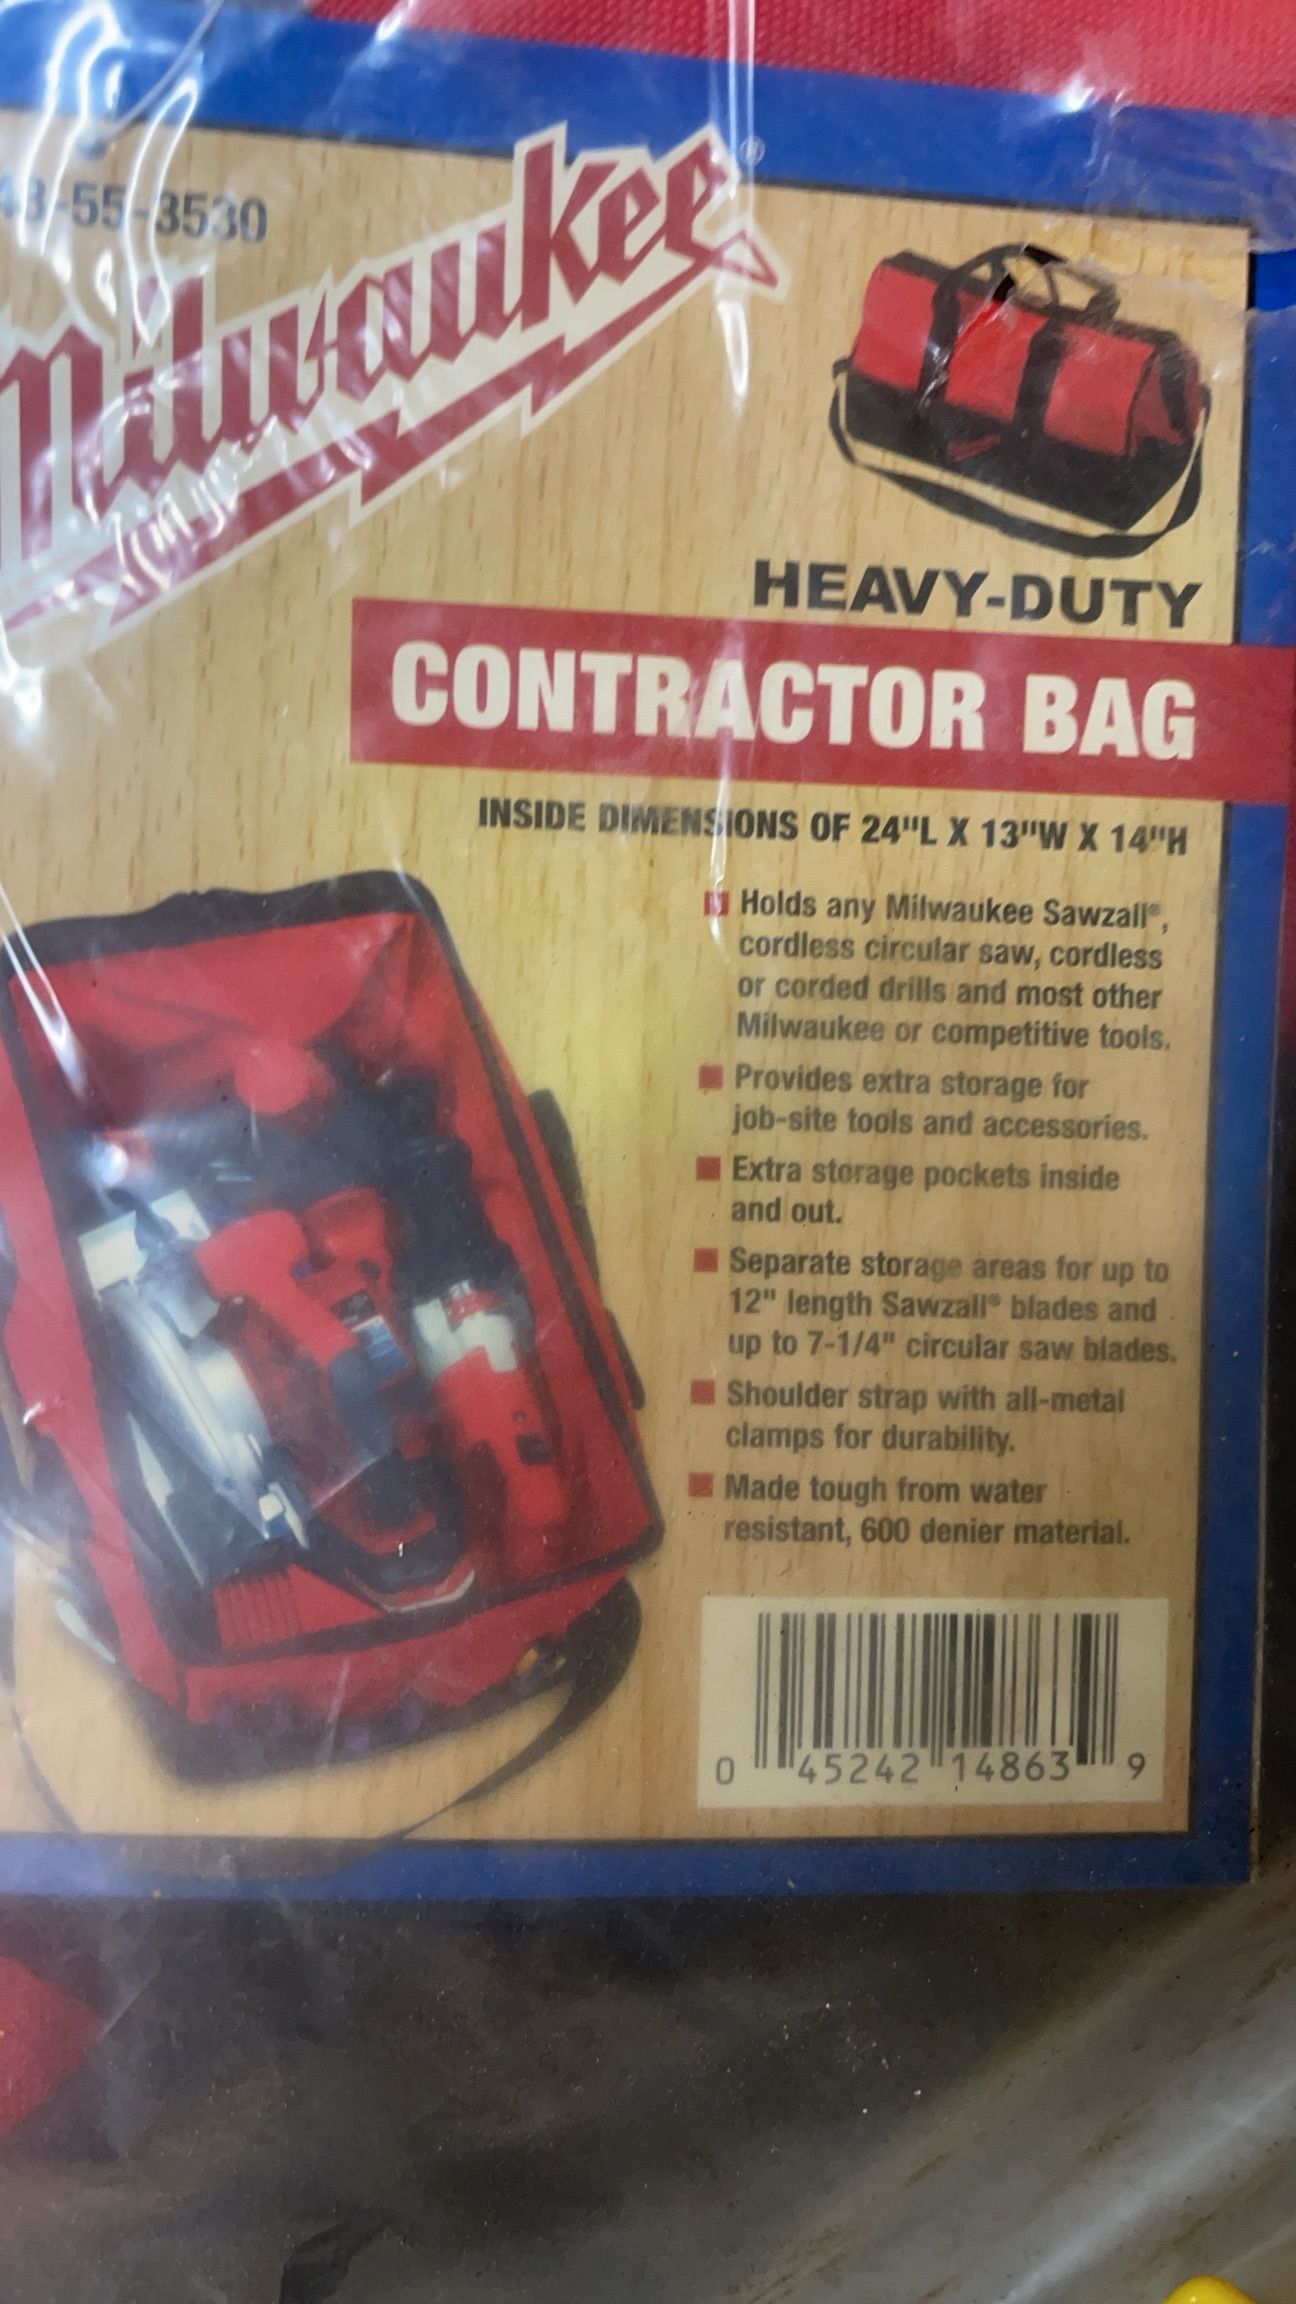 48-55-3530
Milwaukee®
HEAVY-DUTY
CONTRACTOR BAG
INSIDE DIMENSIONS OF 24"L X 13"W X 14"H
Holds any Milwaukee Sawzall®,
cordless circular saw, cordless
or corded drills and most other
Milwaukee or competitive tools.
Provides extra storage for
job-site tools and accessories.
Extra storage pockets inside
and out.
Separate storage areas for up to
12" length Sawzall® blades and
up to 7-1/4" circular saw blades.
Shoulder strap with all-metal
clamps for durability.
Made tough from water
resistant, 600 denier material.
0 45242 14863 9